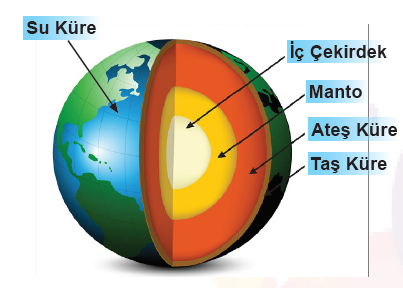 Su Küre
İç Çekirdek
Manto
Ateş Küre
Taş Küre